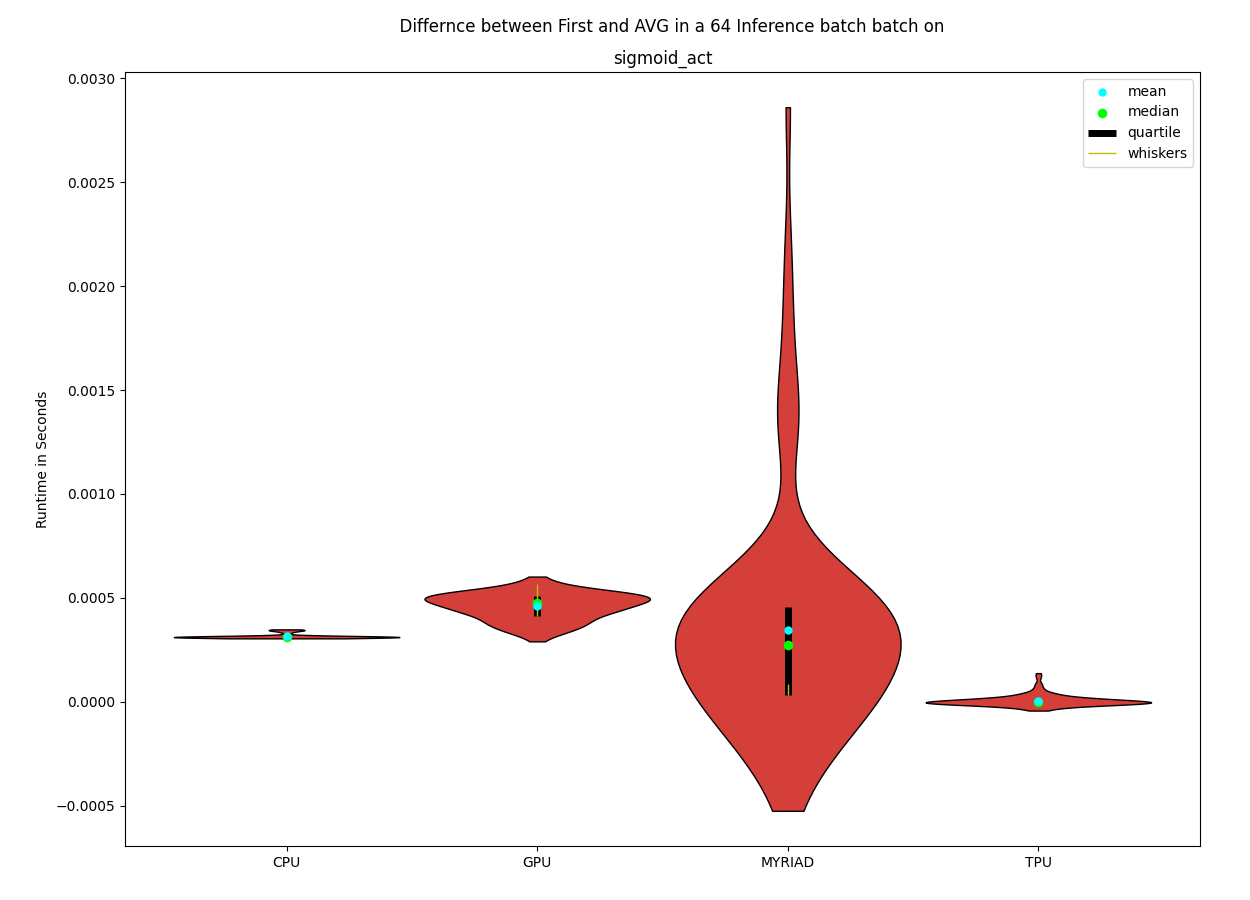 Differnce between First and AVG in a 64 Inference batch batch on
sigmoid_act
0.0030
0.0025
0.0020
0.0015
0.0010
0.0005
0.0000
−0.0005
Runtime in Seconds
mean
median
quartile
whiskers
CPU
GPU
MYRIAD
TPU